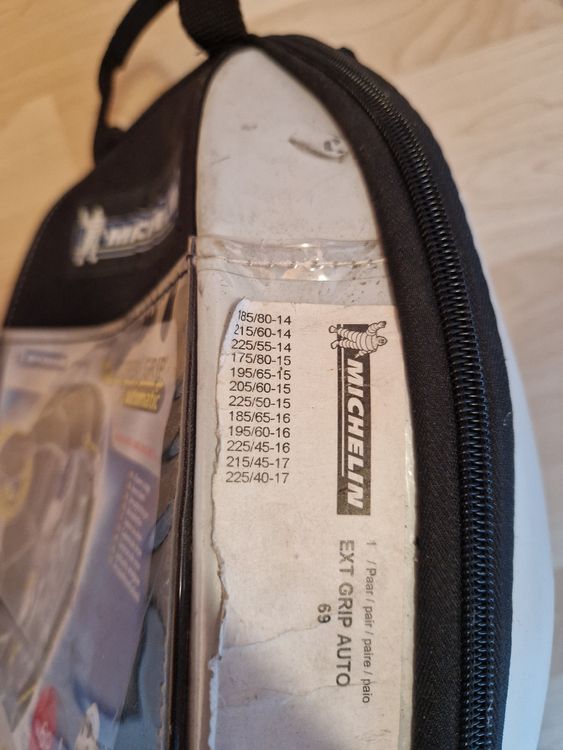 MICHELIN
185/80-14
215/60-14
225/55-14
175/80-15
195/65-15
205/60-15
225/50-15
185/65-16
195/60-16
225/45-16
215/45-17
225/40-17
MICHELIN
1 / Paar / pair / paire / paio
EXT GRIP AUTO
69
automatic